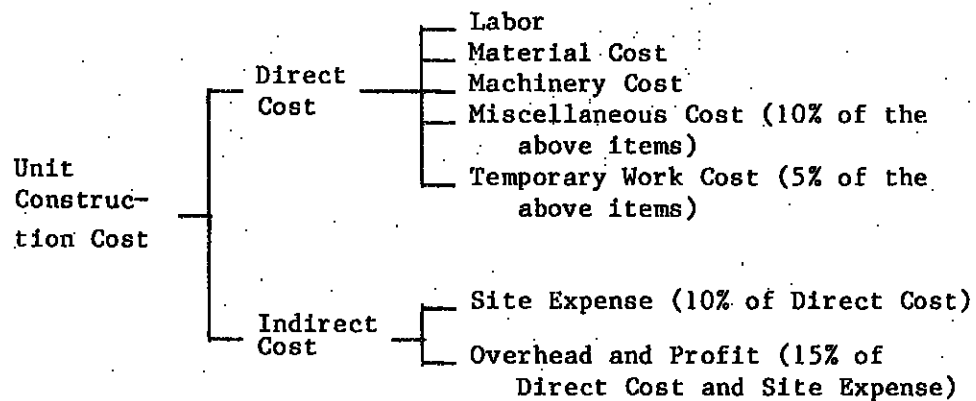 Unit
Construc-
tion Cost
Direct
Cost
Labor
Material Cost
Machinery Cost
Miscellaneous Cost (10% of the
above items)
Temporary Work Cost (5% of the
above items)
Indirect
Cost
Site Expense (10% of Direct Cost)
Overhead and Profit (15% of
Direct Cost and Site Expense)